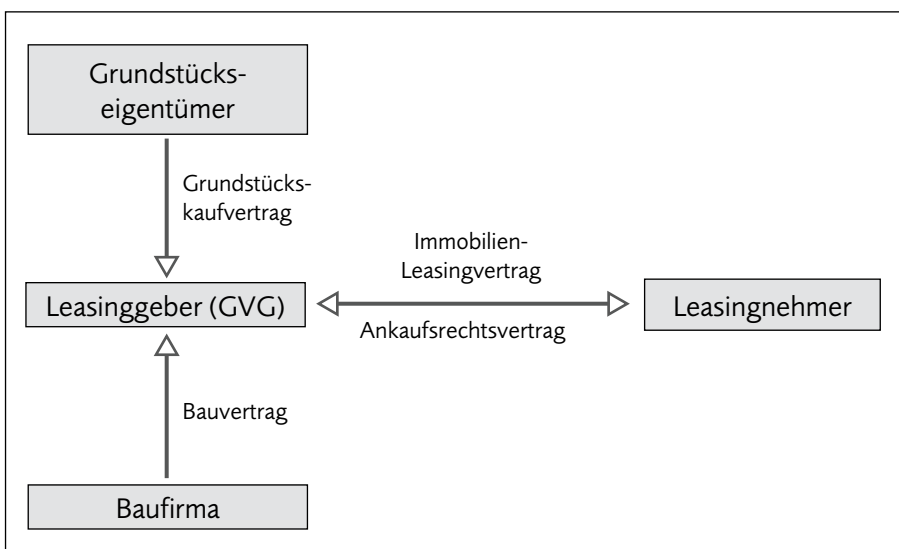 Grundstücks-
eigentümer
Grundstücks-
kaufvertrag
Immobilien-
Leasingvertrag
Leasinggeber (GVG)
Leasingnehmer
Ankaufsrechtsvertrag
Bauvertrag
Baufirma